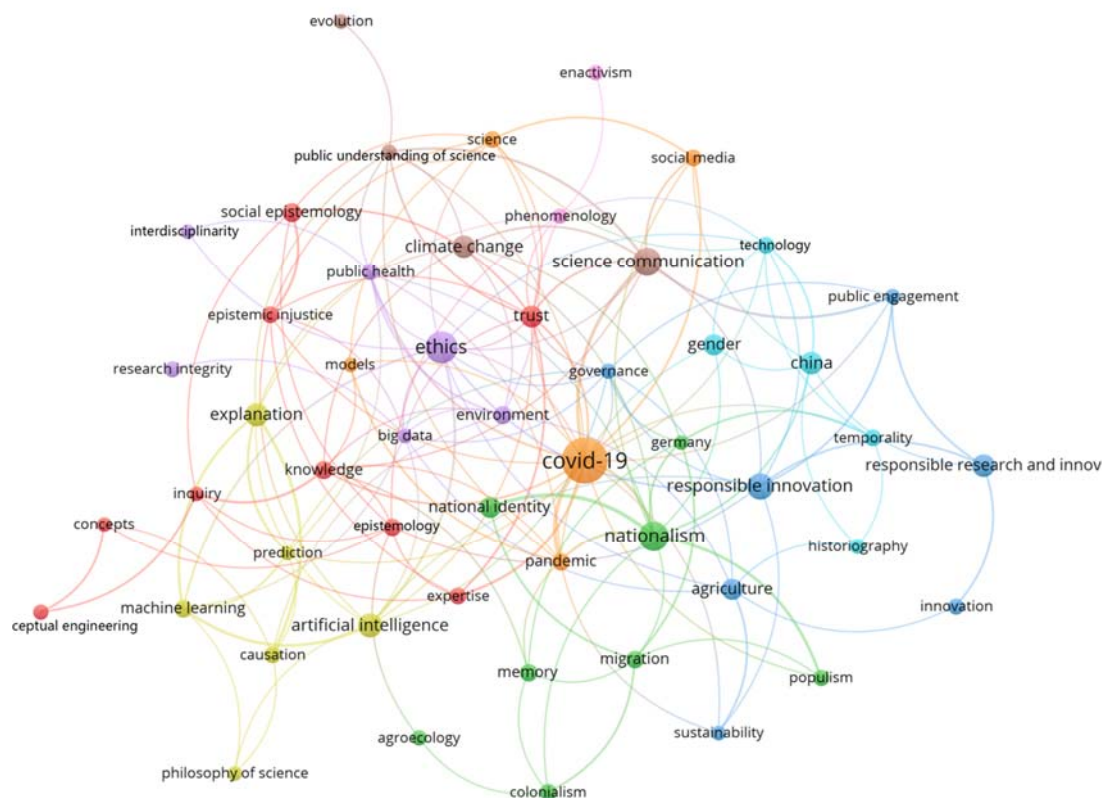 evolution
enactivism
science
public understanding of science
social media
social epistemology
phenomenology
interdisciplinarity
climate change
technology
science communication
public health
public engagement
epistemic injustice
trust
gender
ethics
china
models
governance
research integrity
explanation
environment
big data
germany
temporality
covid-19
responsible research and innov
knowledge
responsible innovation
inquiry
national identity
concepts
epistemology
nationalism
historiography
prediction
pandemic
agriculture
expertise
machine learning
innovation
ceptual engineering
artificial intelligence
causation
migration
memory
populism
sustainability
agroecology
philosophy of science
colonialism